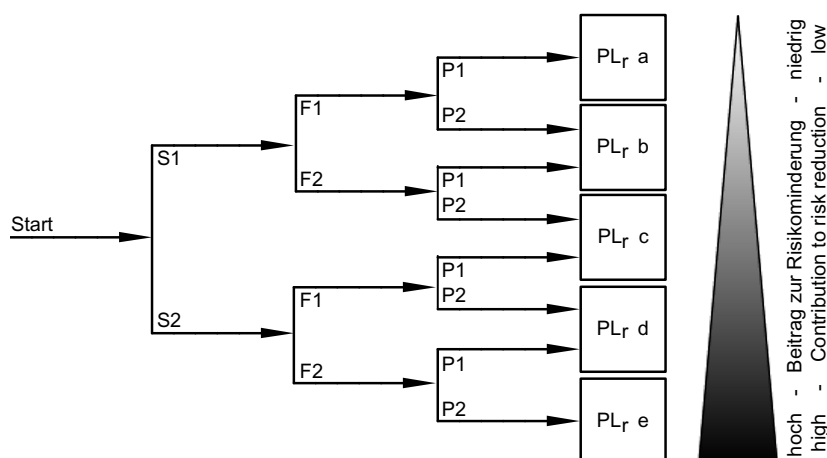 Start
S1
S2
F1
F2
F1
F2
P1
P2
P1
P2
P1
P2
P1
P2
PLr a
PLr b
PLr c
PLr d
PLr e
hoch - Beitrag zur Risikominderung - niedrig
high - Contribution to risk reduction - low